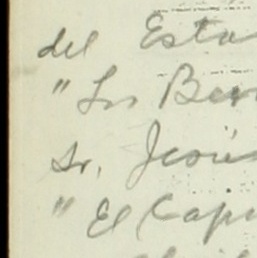 del Esta
" Los Ber
Sr. Jesús
" El Capi